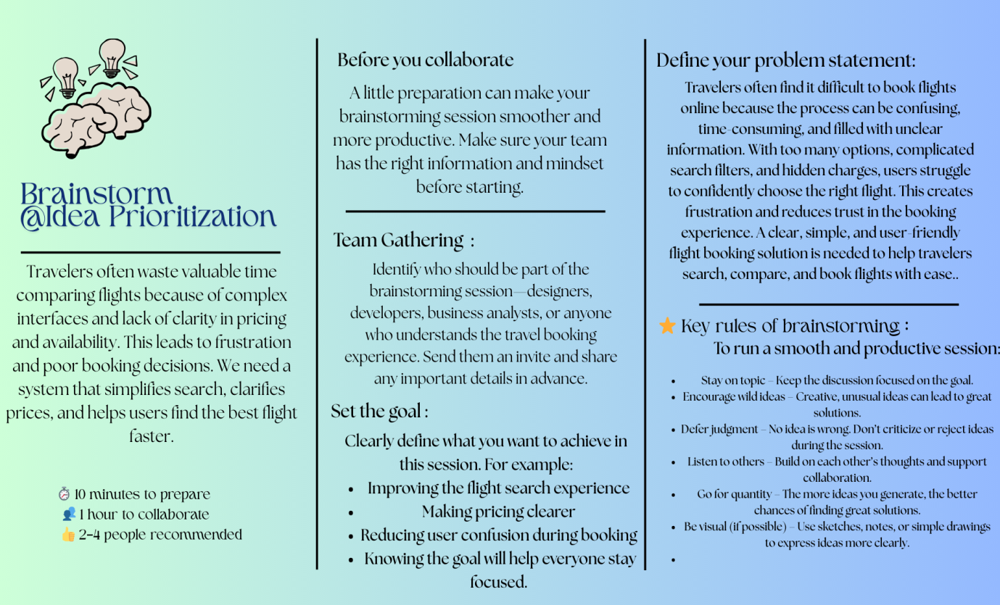 Brainstorm
@Idea Prioritization
Travelers often waste valuable time
comparing flights because of complex
interfaces and lack of clarity in pricing
and availability. This leads to frustration
and poor booking decisions. We need a
system that simplifies search, clarifies
prices, and helps users find the best flight
faster.
10 minutes to prepare
1 hour to collaborate
2-4 people recommended
Before you collaborate
A little preparation can make your
brainstorming session smoother and
more productive. Make sure your team
has the right information and mindset
before starting.
Team Gathering :
Identify who should be part of the
brainstorming session—designers,
developers, business analysts, or anyone
who understands the travel booking
experience. Send them an invite and share
any important details in advance.
Set the goal :
Clearly define what you want to achieve in
this session. For example:
• Improving the flight search experience
• Making pricing clearer
• Reducing user confusion during booking
• Knowing the goal will help everyone stay
focused.
Define your problem statement:
Travelers often find it difficult to book flights
online because the process can be confusing,
time-consuming, and filled with unclear
information. With too many options, complicated
search filters, and hidden charges, users struggle
to confidently choose the right flight. This creates
frustration and reduces trust in the booking
experience. A clear, simple, and user-friendly
flight booking solution is needed to help travelers
search, compare, and book flights with ease..
Key rules of brainstorming :
To run a smooth and productive session:
• Stay on topic – Keep the discussion focused on the goal.
• Encourage wild ideas – Creative, unusual ideas can lead to great
solutions.
• Defer judgment – No idea is wrong. Don't criticize or reject ideas
during the session.
• Listen to others – Build on each other's thoughts and support
collaboration.
• Go for quantity – The more ideas you generate, the better
chances of finding great solutions.
• Be visual (if possible) – Use sketches, notes, or simple drawings
to express ideas more clearly.
•